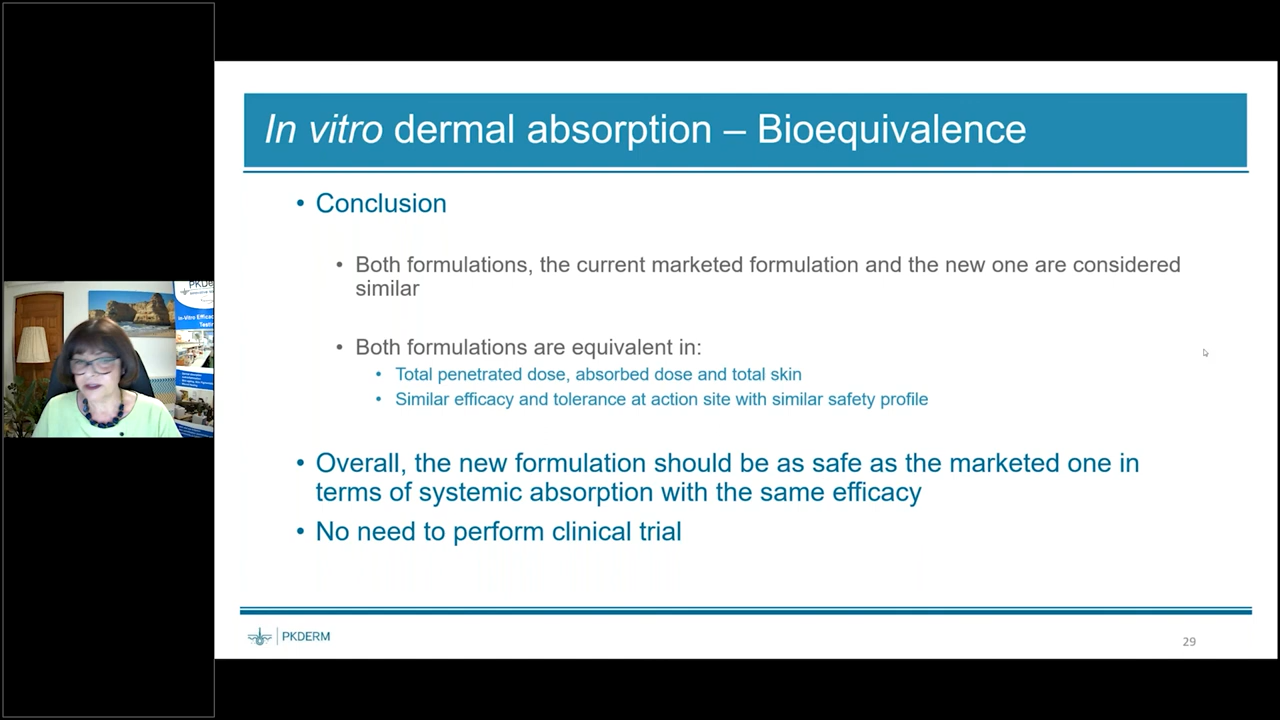 In vitro dermal absorption – Bioequivalence
• Conclusion
• Both formulations, the current marketed formulation and the new one are considered
similar
• Both formulations are equivalent in:
• Total penetrated dose, absorbed dose and total skin
• Similar efficacy and tolerance at action site with similar safety profile
• Overall, the new formulation should be as safe as the marketed one in
terms of systemic absorption with the same efficacy
• No need to perform clinical trial
PKDERM
29